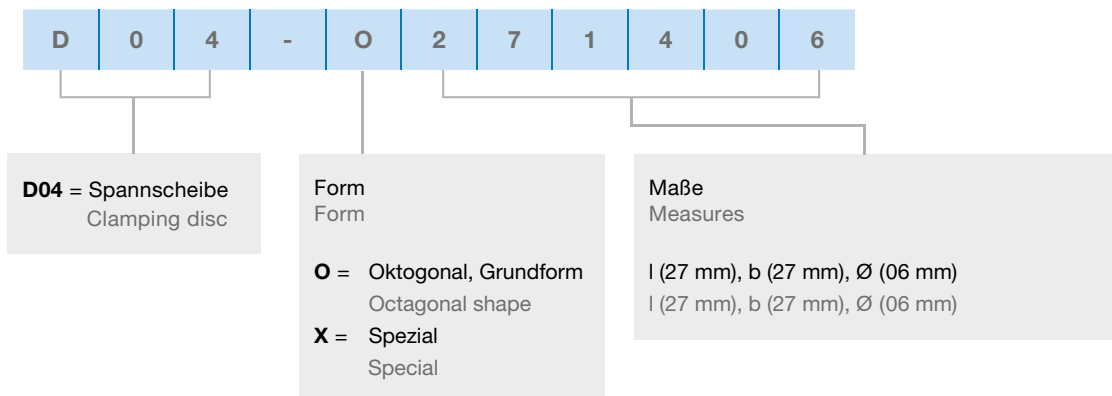 D 0 4 - O 2 7 1 4 0 6
D04 = Spannscheibe
Clamping disc
Form
Form
O = Oktogonal, Grundform
Octagonal shape
X = Spezial
Special
Maße
Measures
l (27 mm), b (27 mm), Ø (06 mm)
l (27 mm), b (27 mm), Ø (06 mm)